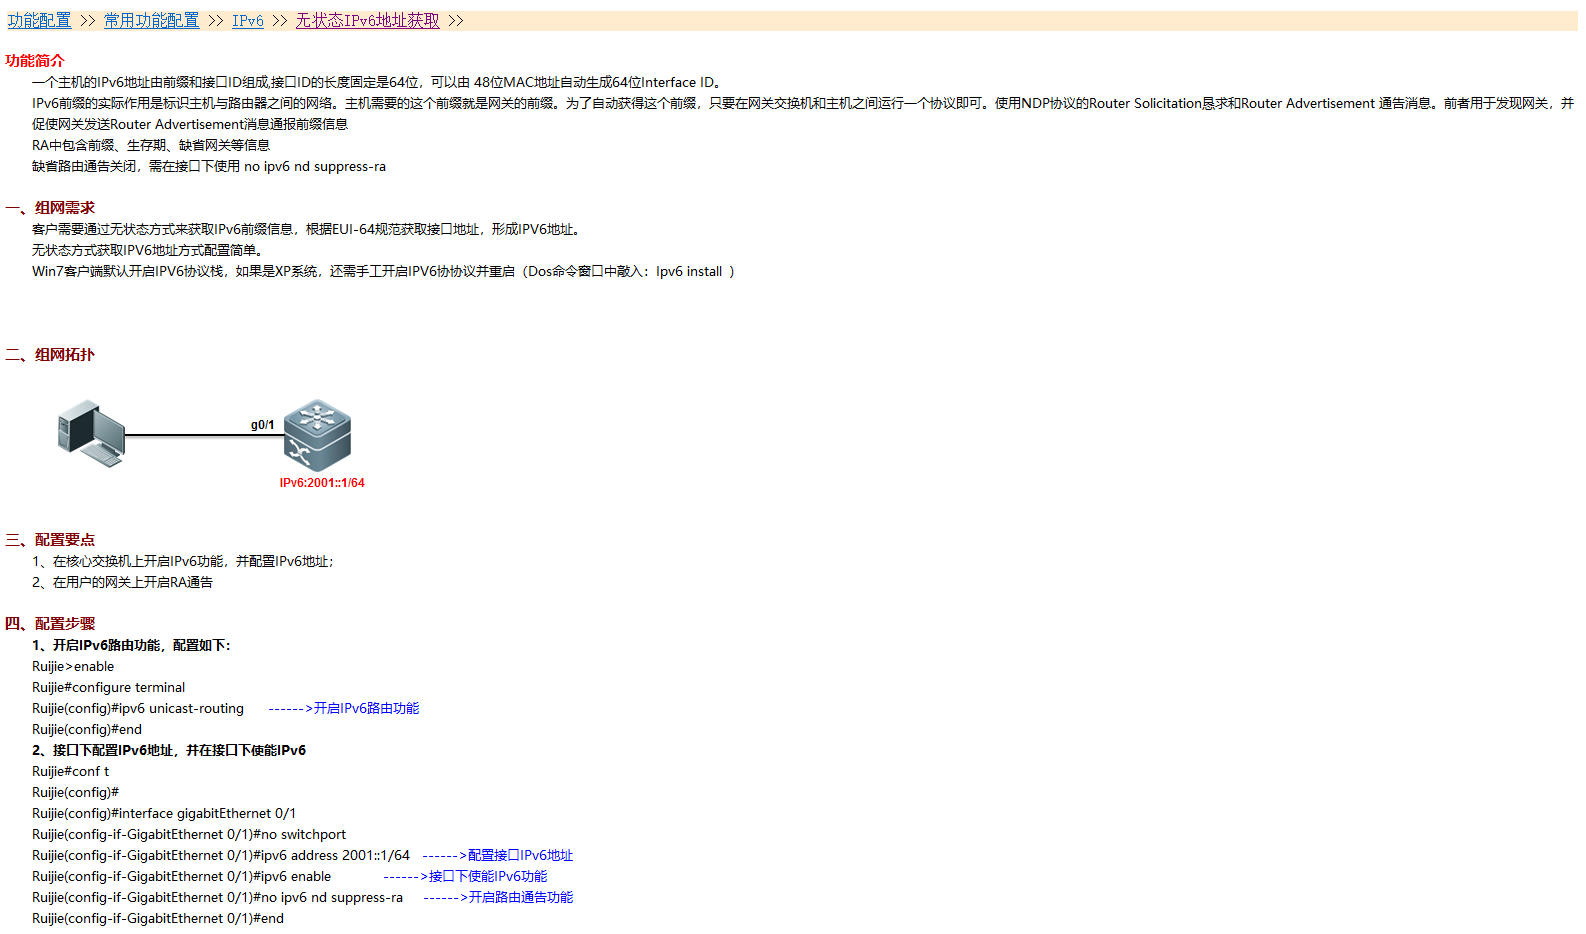 功能配置 >> 常用功能配置 >> IPv6 >> 无状态IPv6地址获取 >>
功能简介
一个主机的IPv6地址由前缀和接口ID组成,接口ID的长度固定是64位，可以由 48位MAC地址自动生成64位Interface ID。
IPv6前缀的实际作用是标识主机与路由器之间的网络。主机需要的这个前缀就是网关的前缀。为了自动获得这个前缀，只要在网关交换机和主机之间运行一个协议即可。使用NDP协议的Router Solicitation恳求和Router Advertisement 通告消息。前者用于发现网关，并
促使网关发送Router Advertisement消息通报前缀信息
RA中包含前缀、生存期、缺省网关等信息
缺省路由通告关闭，需在接口下使用 no ipv6 nd suppress-ra
一、组网需求
客户需要通过无状态方式来获取IPv6前缀信息，根据EUI-64规范获取接口地址，形成IPV6地址。
无状态方式获取IPV6地址方式配置简单。
Win7客户端默认开启IPV6协议栈，如果是XP系统，还需手工开启IPV6协协议并重启（Dos命令窗口中敲入：Ipv6 install ）
二、组网拓扑
g0/1
IPv6:2001::1/64
三、配置要点
1、在核心交换机上开启IPv6功能，并配置IPv6地址；
2、在用户的网关上开启RA通告
四、配置步骤
1、开启IPv6路由功能，配置如下：
Ruijie>enable
Ruijie#configure terminal
Ruijie(config)#ipv6 unicast-routing ------>开启IPv6路由功能
Ruijie(config)#end
2、接口下配置IPv6地址，并在接口下使能IPv6
Ruijie#conf t
Ruijie(config)#
Ruijie(config)#interface gigabitEthernet 0/1
Ruijie(config-if-GigabitEthernet 0/1)#no switchport
Ruijie(config-if-GigabitEthernet 0/1)#ipv6 address 2001::1/64 ------>配置接口IPv6地址
Ruijie(config-if-GigabitEthernet 0/1)#ipv6 enable ------>接口下使能IPv6功能
Ruijie(config-if-GigabitEthernet 0/1)#no ipv6 nd suppress-ra ------>开启路由通告功能
Ruijie(config-if-GigabitEthernet 0/1)#end